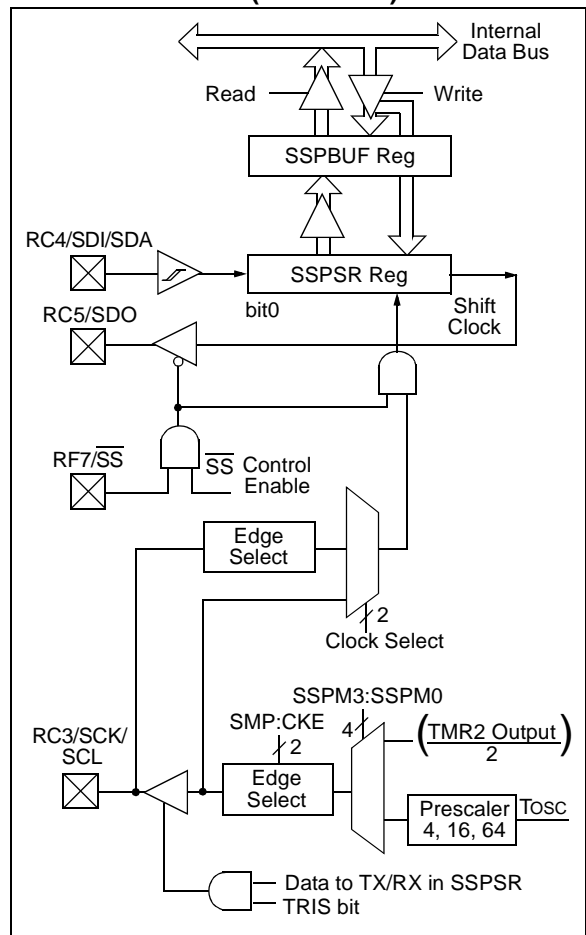 Internal
Data Bus
Read
Write
SSPBUF Reg
RC4/SDI/SDA
SSPSR Reg
bit0
Shift
Clock
RC5/SDO
RF7/SS
SS Control
Enable
Edge
Select
2
Clock Select
SSPM3:SSPM0
SMP:CKE
4
RC3/SCK/
SCL
2
(TMR2 Output
2)
Edge
Select
Prescaler
4, 16, 64
TOSC
Data to TX/RX in SSPSR
TRIS bit